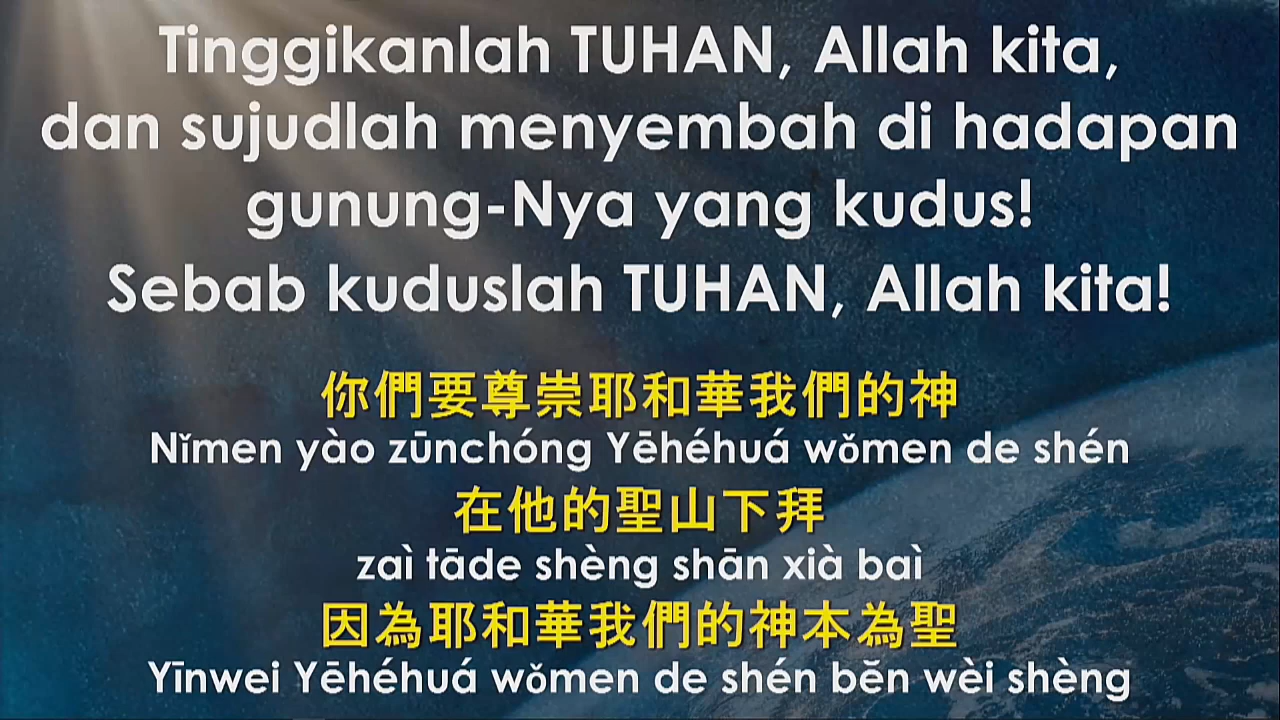 Tinggikanlah TUHAN, Allah kita,
dan sujudlah menyembah di hadapan
gunung-Nya yang kudus!
Sebab kuduslah TUHAN, Allah kita!
你們要尊崇耶和華我們的神
Nǐmen yào zūnchóng Yēhéhuá wǒmen de shén
在他的聖山下拜
zaì tāde shèng shān xià baì
因為耶和華我們的神本為聖
Yīnwei Yēhéhuá wǒmen de shén bĕn wèi shèng